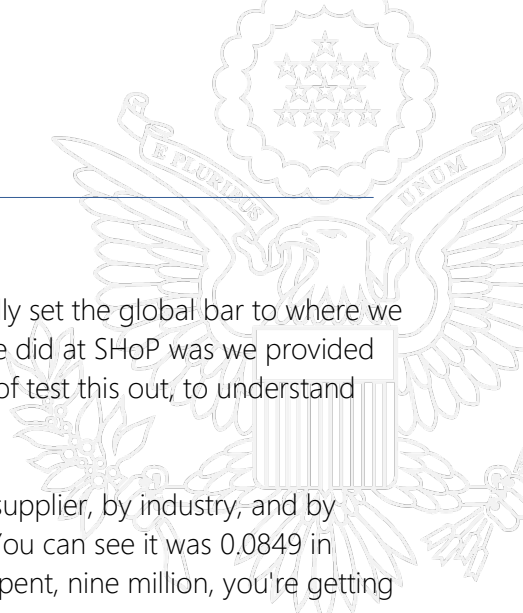 E PLURIBUS UNUM
ly set the global bar to where we
e did at SHoP was we provided
of test this out, to understand
supplier, by industry, and by
You can see it was 0.0849 in
pent, nine million, you're getting